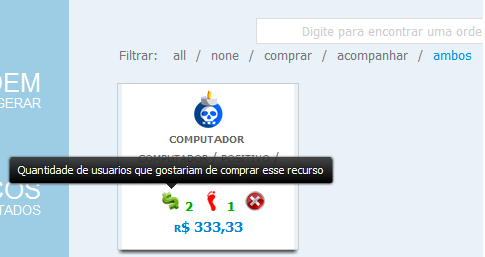 Digite para encontrar uma orde
Filtrar: all / none / comprar / acompanhar / ambos
DEM
GERAR
COMPUTADOR
COMPUTADOR / POSITIVO /
Quantidade de usuarios que gostariam de comprar esse recurso
ÇOS
TADOS
2 1
R$ 333,33